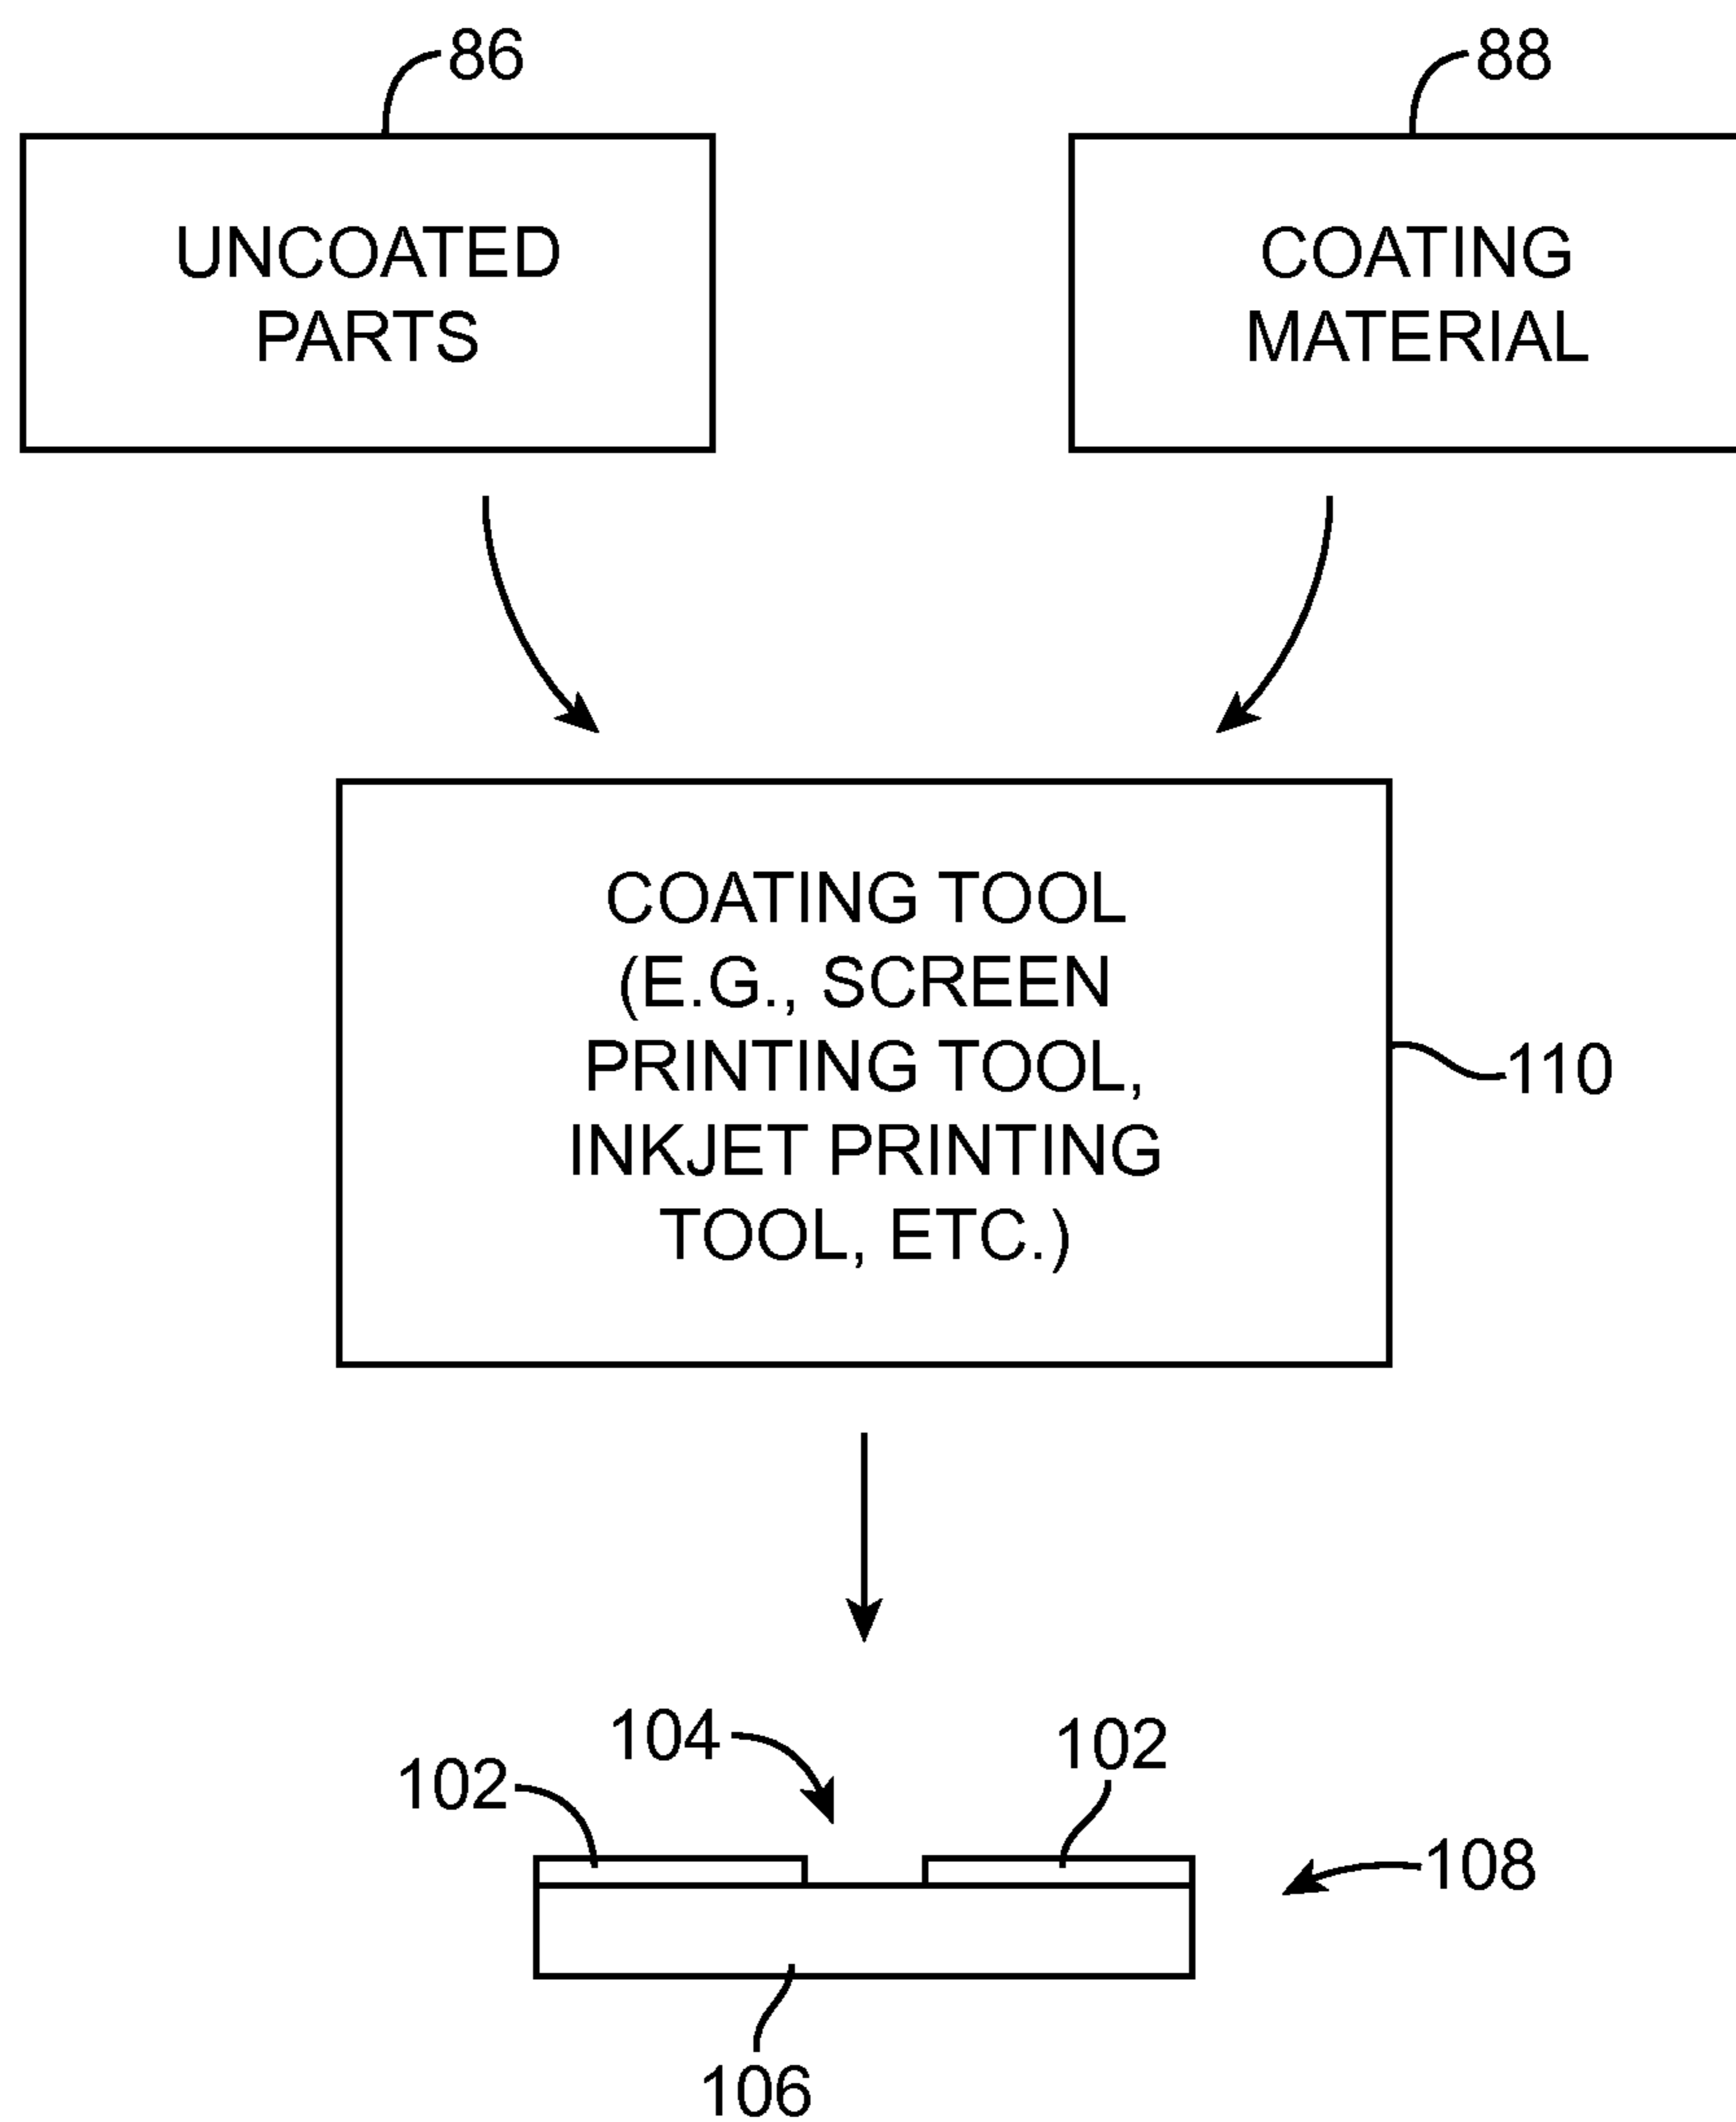 86
88
UNCOATED
PARTS
COATING
MATERIAL
COATING TOOL
(E.G., SCREEN
PRINTING TOOL,
INKJET PRINTING
TOOL, ETC.)
110
104
102
102
108
106